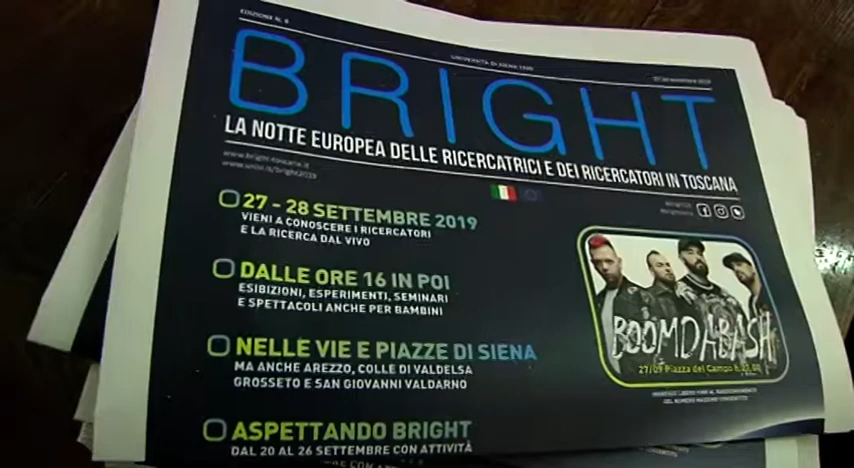 EDIZIONE N. 6
UNIVERSITÀ DI SIENA 1240
BRIGHT
LA NOTTE EUROPEA DELLE RICERCATRICI E DEI RICERCATORI IN TOSCANA
www.bright-toscana.it
www.unisi.it/bright2019
27 - 28 SETTEMBRE 2019
VIENI A CONOSCERE I RICERCATORI
E LA RICERCA DAL VIVO
DALLE ORE 16 IN POI
ESIBIZIONI, ESPERIMENTI, SEMINARI
E SPETTACOLI ANCHE PER BAMBINI
NELLE VIE E PIAZZE DI SIENA
MA ANCHE AREZZO, COLLE DI VALDELSA
GROSSETO E SAN GIOVANNI VALDARNO
ASPETTANDO BRIGHT
DAL 20 AL 26 SETTEMBRE CON ATTIVITÀ
BOOMDABASH
27/09 Piazza del Campo h.21.00